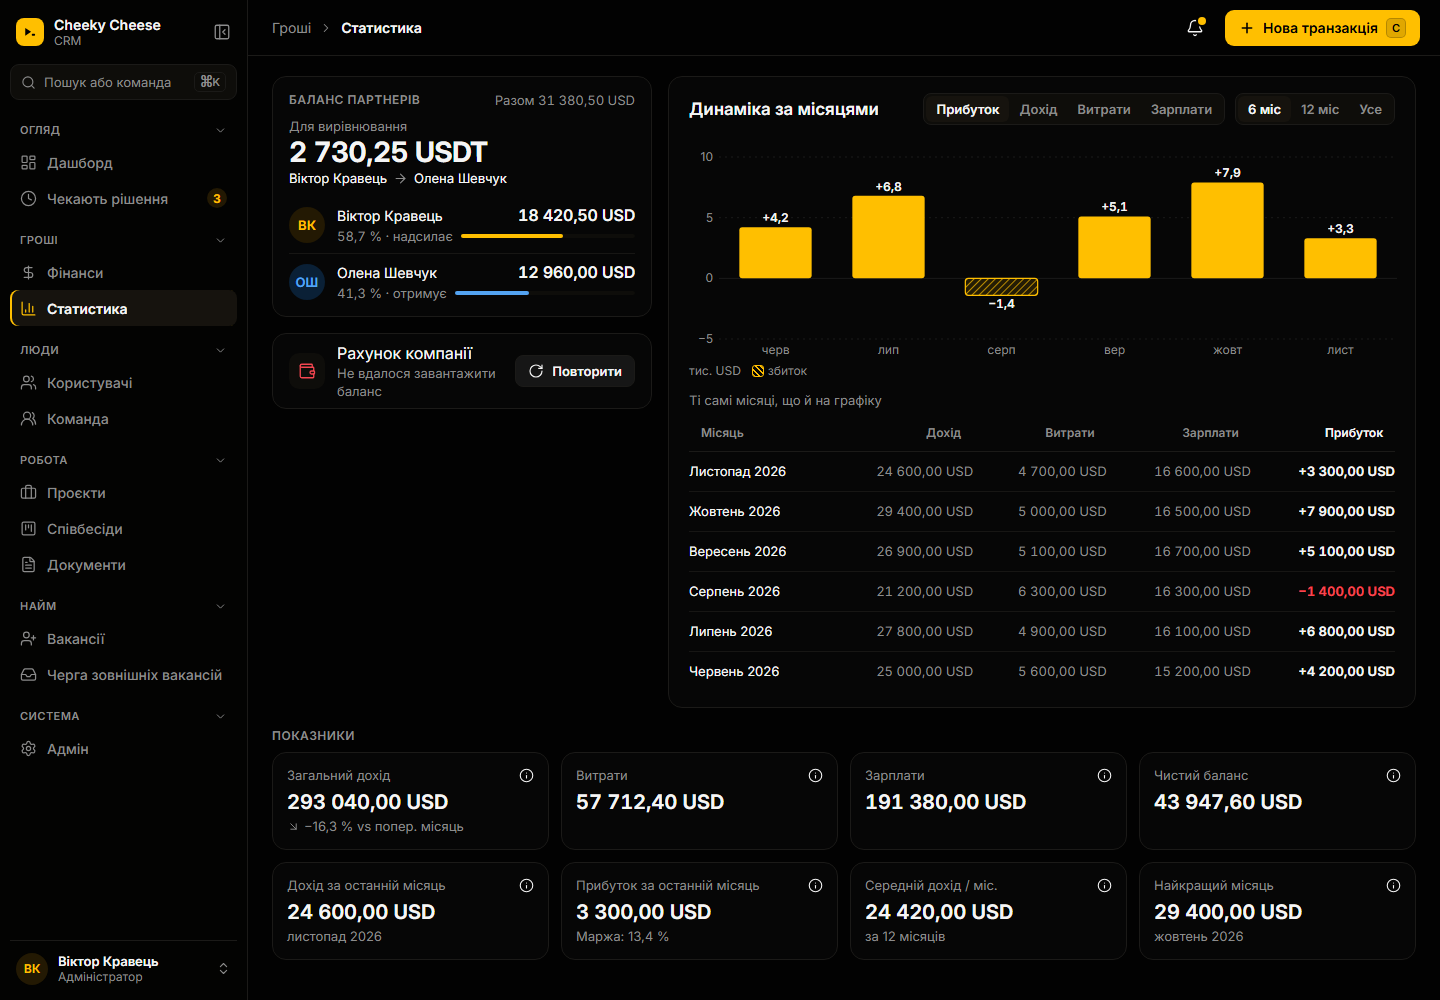 Cheeky Cheese
CRM
Пошук або команда ⌘K
ОГЛЯД
Дашборд
Чекають рішення 3
ГРОШІ
Фінанси
Статистика
ЛЮДИ
Користувачі
Команда
РОБОТА
Проєкти
Співбесіди
Документи
НАЙМ
Вакансії
Черга зовнішніх вакансій
СИСТЕМА
Адмін
ВК
Віктор Кравець
Адміністратор
Гроші > Статистика
+ Нова транзакція C
БАЛАНС ПАРТНЕРІВ Разом 31 380,50 USD
Для вирівнювання
2 730,25 USDT
Віктор Кравець → Олена Шевчук
ВК Віктор Кравець 18 420,50 USD
58,7 % · надсилає
ОШ Олена Шевчук 12 960,00 USD
41,3 % · отримує
Рахунок компанії
Не вдалося завантажити
баланс
Повторити
Динаміка за місяцями
Прибуток Дохід Витрати Зарплати
6 міс 12 міс Усе
10
5
0
−5
+4,2
+6,8
−1,4
+5,1
+7,9
+3,3
черв лип серп вер жовт лист
тис. USD збиток
Ті самі місяці, що й на графіку
Місяць Дохід Витрати Зарплати Прибуток
Листопад 2026 24 600,00 USD 4 700,00 USD 16 600,00 USD +3 300,00 USD
Жовтень 2026 29 400,00 USD 5 000,00 USD 16 500,00 USD +7 900,00 USD
Вересень 2026 26 900,00 USD 5 100,00 USD 16 700,00 USD +5 100,00 USD
Серпень 2026 21 200,00 USD 6 300,00 USD 16 300,00 USD −1 400,00 USD
Липень 2026 27 800,00 USD 4 900,00 USD 16 100,00 USD +6 800,00 USD
Червень 2026 25 000,00 USD 5 600,00 USD 15 200,00 USD +4 200,00 USD
ПОКАЗНИКИ
Загальний дохід
293 040,00 USD
−16,3 % vs попер. місяць
Витрати
57 712,40 USD
Зарплати
191 380,00 USD
Чистий баланс
43 947,60 USD
Дохід за останній місяць
24 600,00 USD
листопад 2026
Прибуток за останній місяць
3 300,00 USD
Маржа: 13,4 %
Середній дохід / міс.
24 420,00 USD
за 12 місяців
Найкращий місяць
29 400,00 USD
жовтень 2026